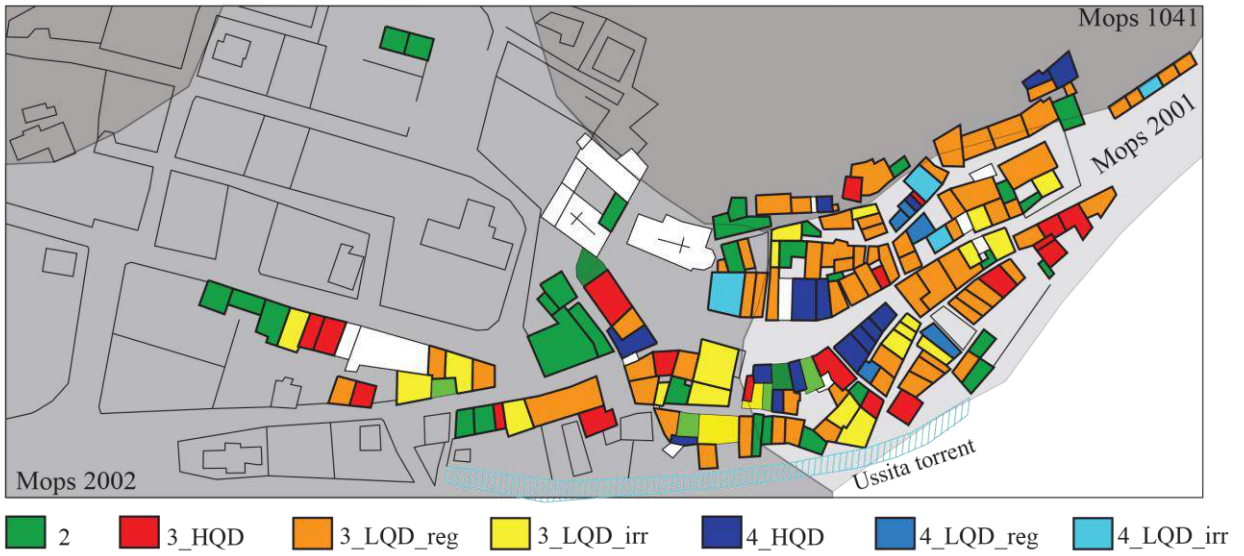 Mops 1041
Mops 2001
Mops 2002
Ussita torrent
2
3_HQD
3_LQD_reg
3_LQD_irr
4_HQD
4_LQD_reg
4_LQD_irr